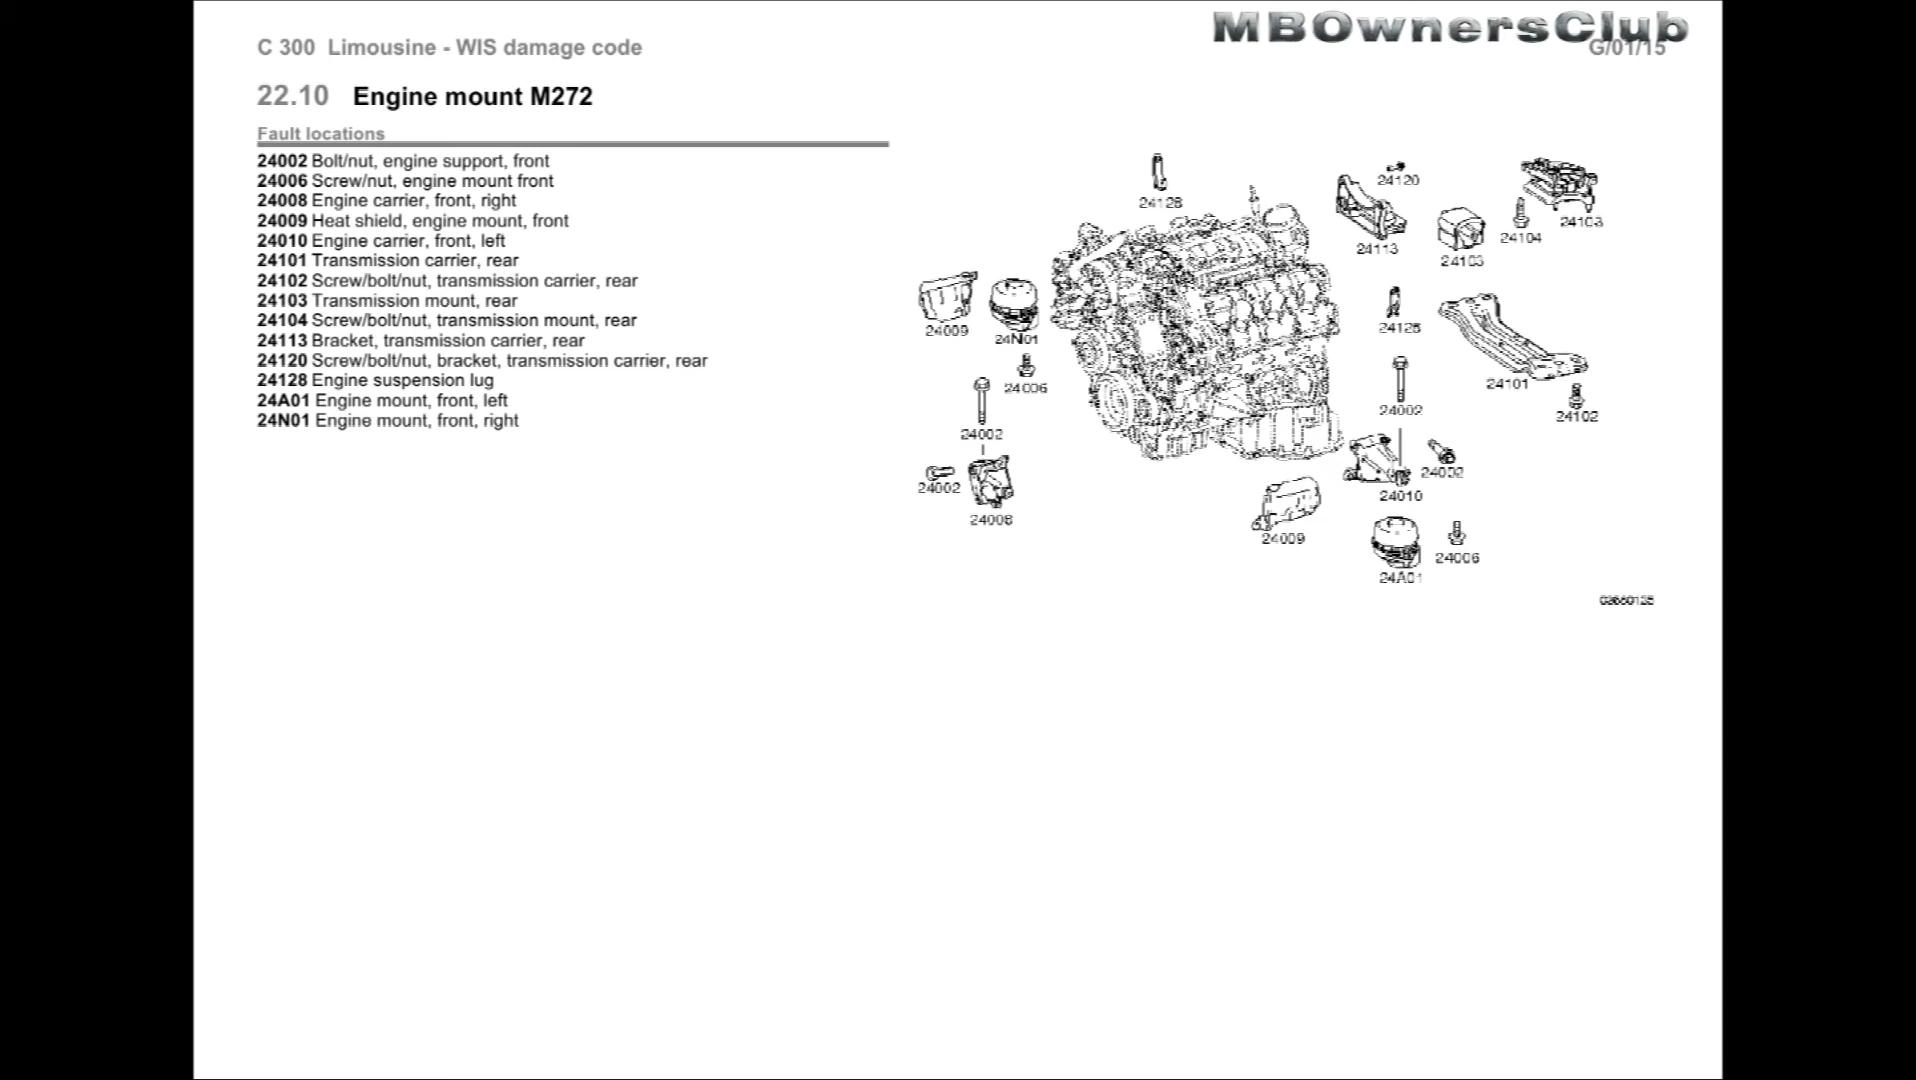 MBOwnersClub
C 300 Limousine - WIS damage code
G/01/15
22.10 Engine mount M272
Fault locations
24002 Bolt/nut, engine support, front
24006 Screw/nut, engine mount front
24008 Engine carrier, front, right
24009 Heat shield, engine mount, front
24010 Engine carrier, front, left
24101 Transmission carrier, rear
24102 Screw/bolt/nut, transmission carrier, rear
24103 Transmission mount, rear
24104 Screw/bolt/nut, transmission mount, rear
24113 Bracket, transmission carrier, rear
24120 Screw/bolt/nut, bracket, transmission carrier, rear
24128 Engine suspension lug
24A01 Engine mount, front, left
24N01 Engine mount, front, right
24128
24120
24113
24103
24104
24103
24009
24N01
24006
24128
24101
24102
24002
24002
24002
24008
24002
24010
24009
24A01
24006